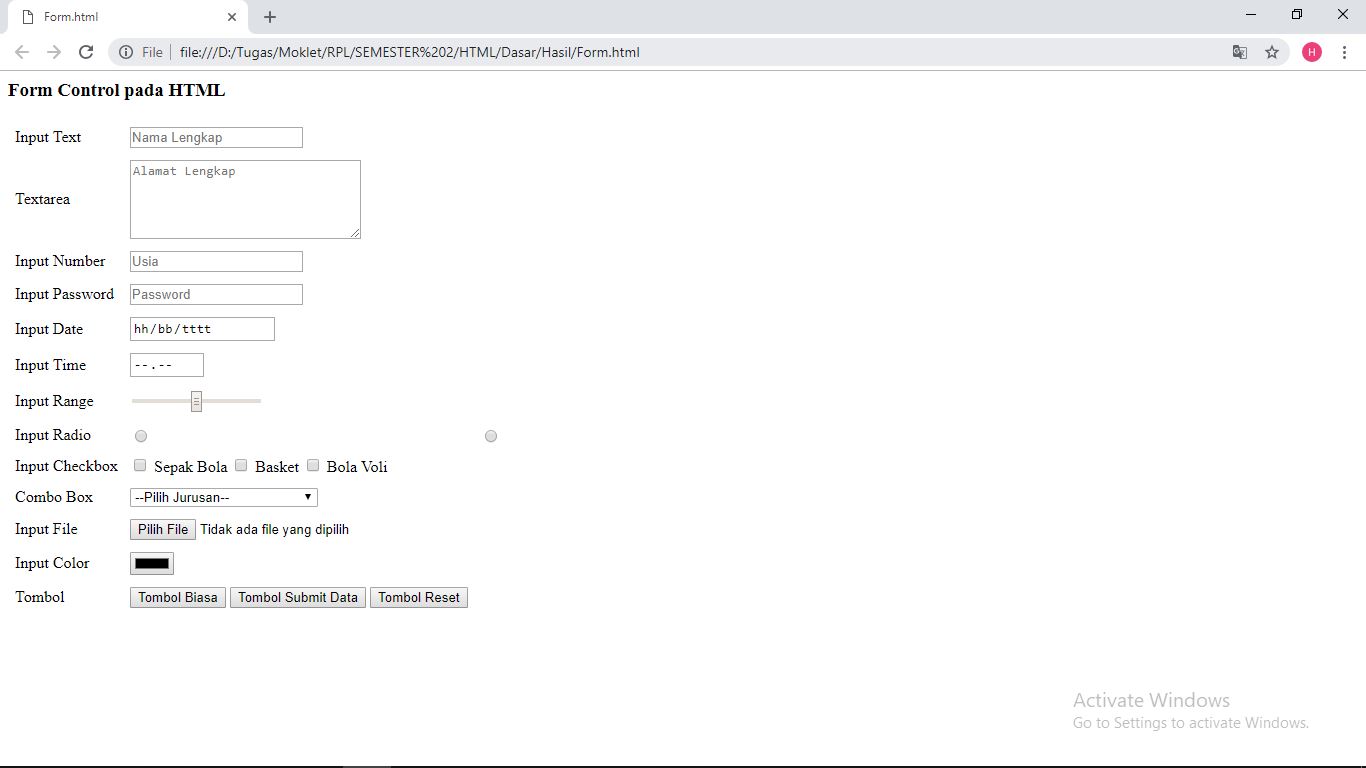 Form.html
File file:///D:/Tugas/Moklet/RPL/SEMESTER%202/HTML/Dasar/Hasil/Form.html
H
Form Control pada HTML
Input Text Nama Lengkap
Textarea Alamat Lengkap
Input Number Usia
Input Password Password
Input Date hh/bb/tttt
Input Time --.--
Input Range
Input Radio
Input Checkbox Sepak Bola Basket Bola Voli
Combo Box --Pilih Jurusan--
Input File Pilih File Tidak ada file yang dipilih
Input Color
Tombol Tombol Biasa Tombol Submit Data Tombol Reset
Activate Windows
Go to Settings to activate Windows.